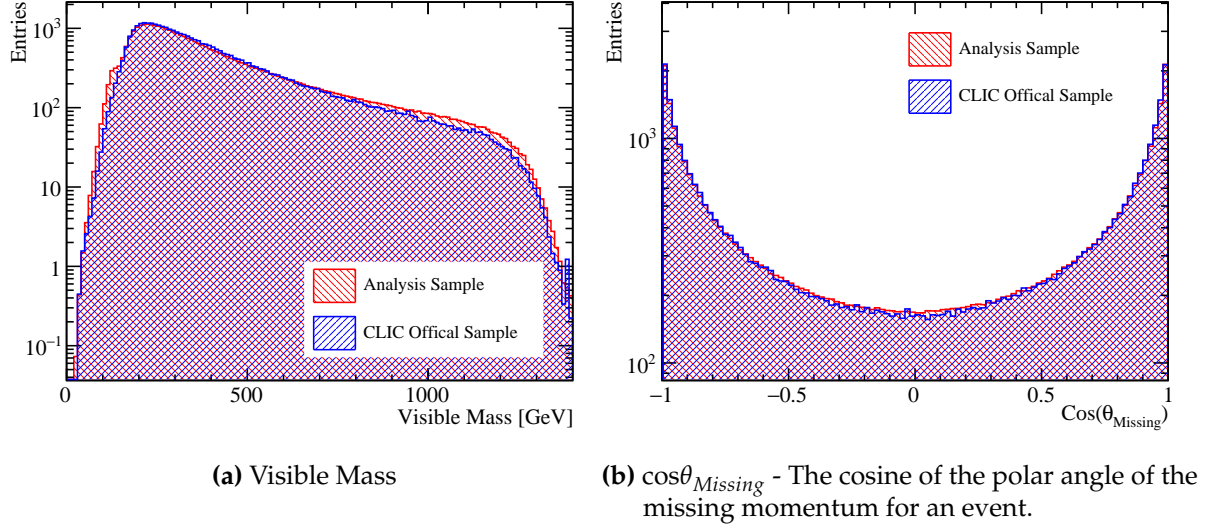 Entries
10³
10²
10
1
10⁻¹
Analysis Sample
CLIC Offical Sample
0
500
1000
Visible Mass [GeV]
(a) Visible Mass
Entries
Analysis Sample
CLIC Offical Sample
10³
10²
−1
−0.5
0
0.5
1
Cos(θ_Missing)
(b) cosθ_Missing - The cosine of the polar angle of the
missing momentum for an event.